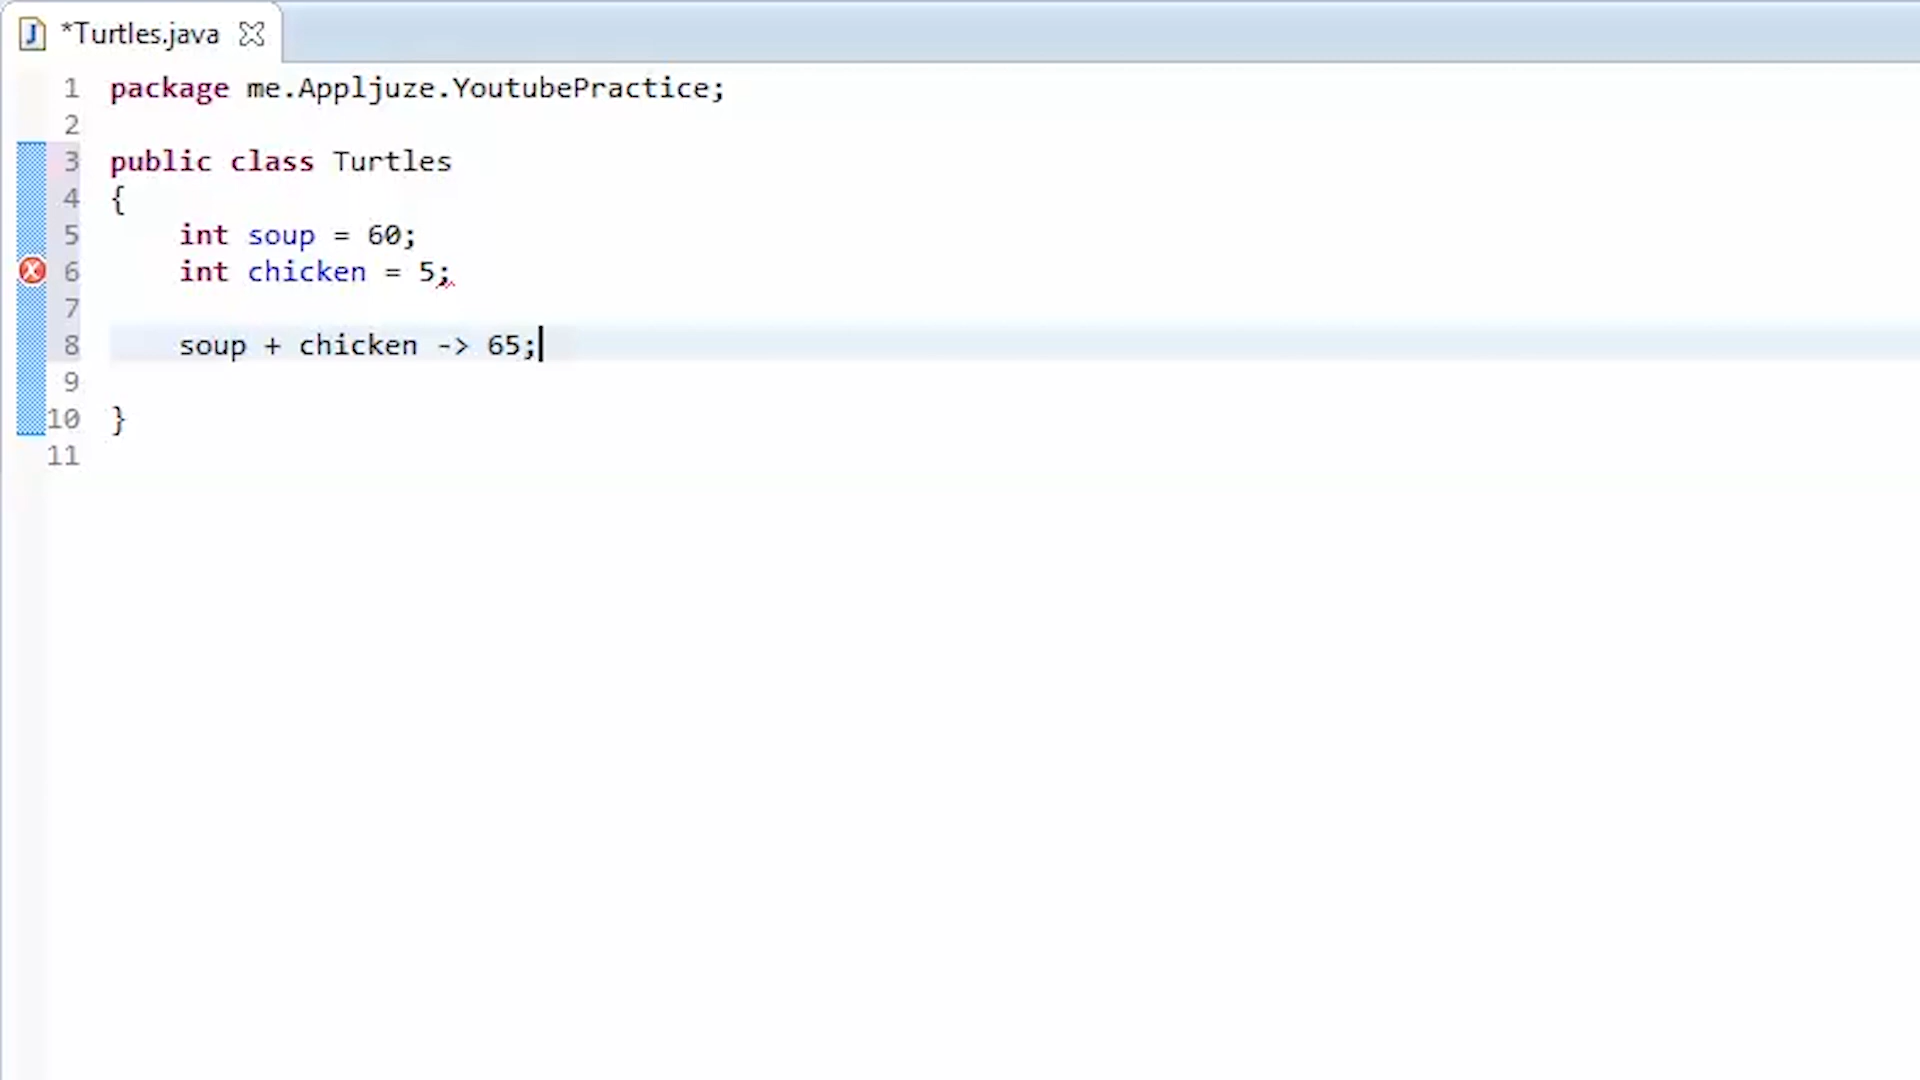 *Turtles.java
1 package me.Appljuze.YoutubePractice;
2
3 public class Turtles
4 {
5 int soup = 60;
6 int chicken = 5;
7
8 soup + chicken -> 65;
9
10 }
11